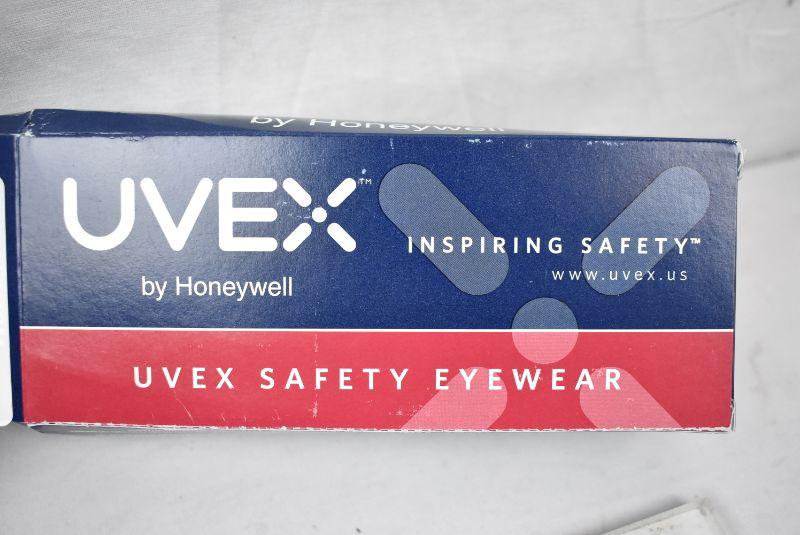 by Honeywell
UVEX™
by Honeywell
INSPIRING SAFETY™
www.uvex.us
UVEX SAFETY EYEWEAR